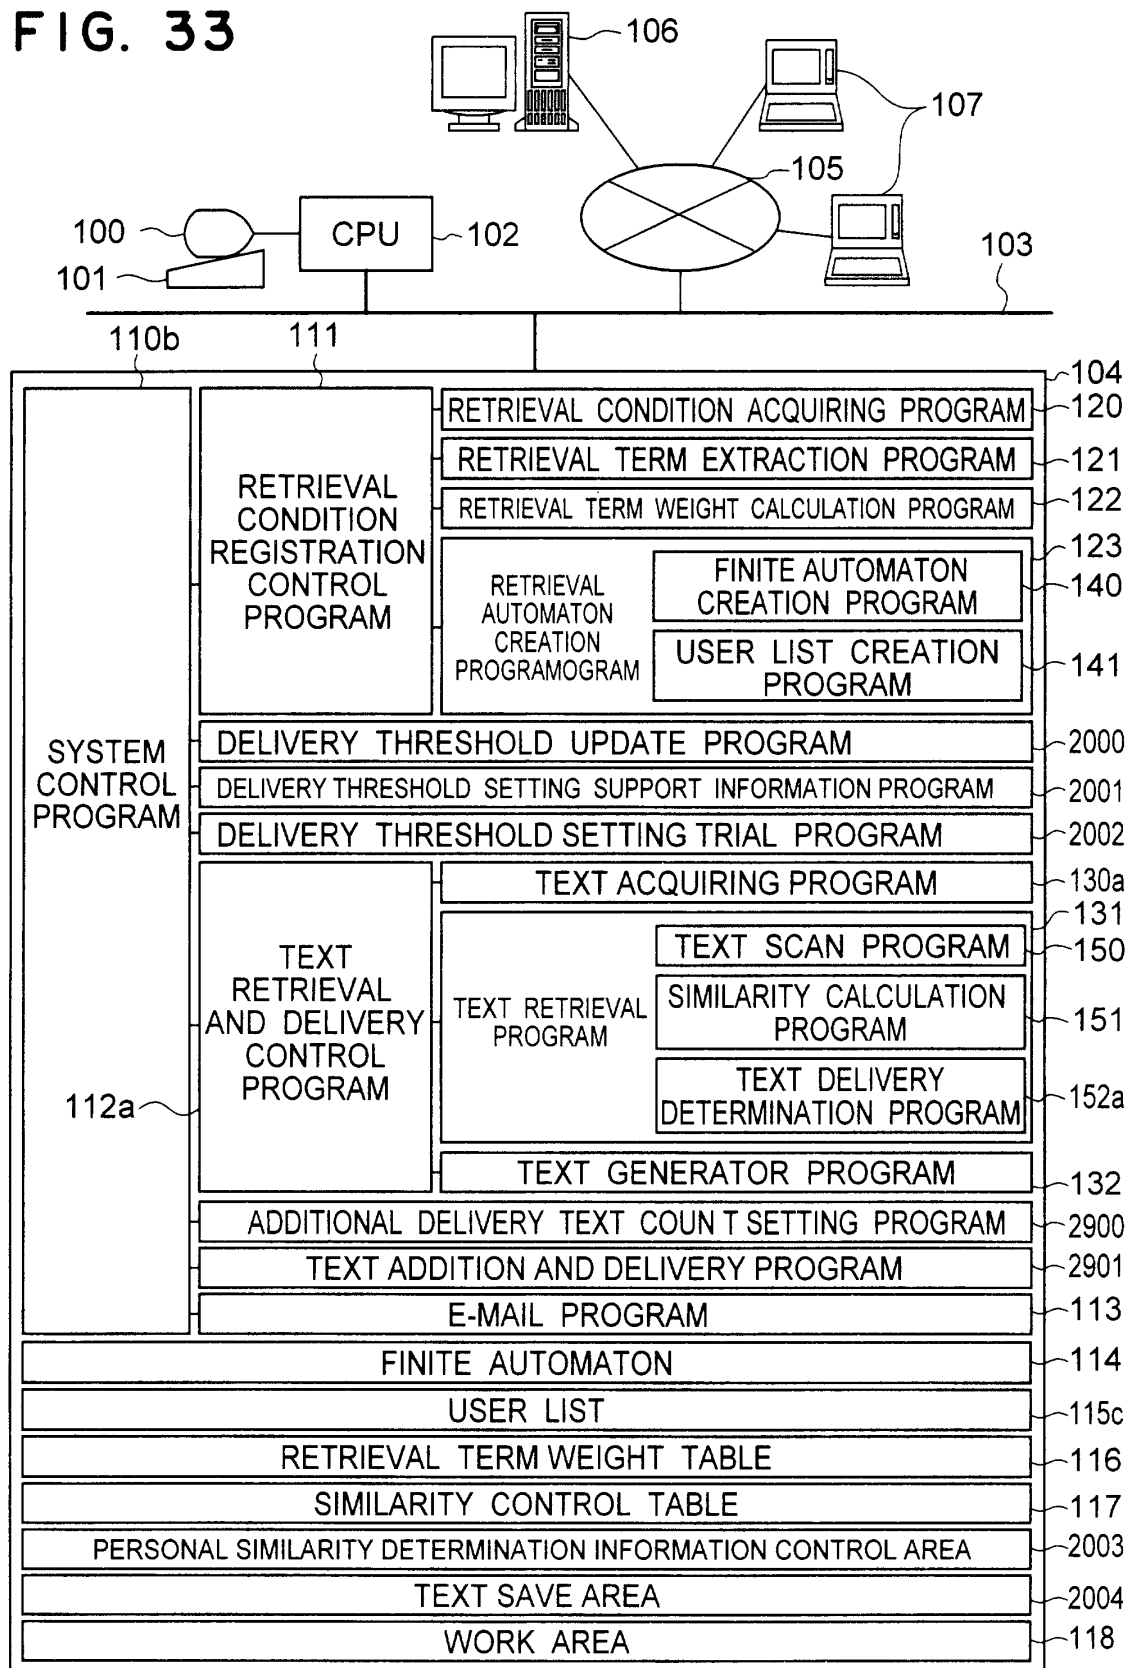 FIG. 33
106
107
105
100
CPU
102
101
103
110b
111
104
RETRIEVAL CONDITION ACQUIRING PROGRAM
120
RETRIEVAL TERM EXTRACTION PROGRAM
121
RETRIEVAL TERM WEIGHT CALCULATION PROGRAM
122
RETRIEVAL
CONDITION
REGISTRATION
CONTROL
PROGRAM
123
RETRIEVAL
AUTOMATON
CREATION
PROGRAMOGRAM
FINITE AUTOMATON
CREATION PROGRAM
140
USER LIST CREATION
PROGRAM
141
SYSTEM
CONTROL
PROGRAM
DELIVERY THRESHOLD UPDATE PROGRAM
2000
DELIVERY THRESHOLD SETTING SUPPORT INFORMATION PROGRAM
2001
DELIVERY THRESHOLD SETTING TRIAL PROGRAM
2002
TEXT ACQUIRING PROGRAM
130a
131
TEXT
RETRIEVAL
AND DELIVERY
CONTROL
PROGRAM
112a
TEXT RETRIEVAL
PROGRAM
TEXT SCAN PROGRAM
150
SIMILARITY CALCULATION
PROGRAM
151
TEXT DELIVERY
DETERMINATION PROGRAM
152a
TEXT GENERATOR PROGRAM
132
ADDITIONAL DELIVERY TEXT COUN T SETTING PROGRAM
2900
TEXT ADDITION AND DELIVERY PROGRAM
2901
E-MAIL PROGRAM
113
FINITE AUTOMATON
114
USER LIST
115c
RETRIEVAL TERM WEIGHT TABLE
116
SIMILARITY CONTROL TABLE
117
PERSONAL SIMILARITY DETERMINATION INFORMATION CONTROL AREA
2003
TEXT SAVE AREA
2004
WORK AREA
118